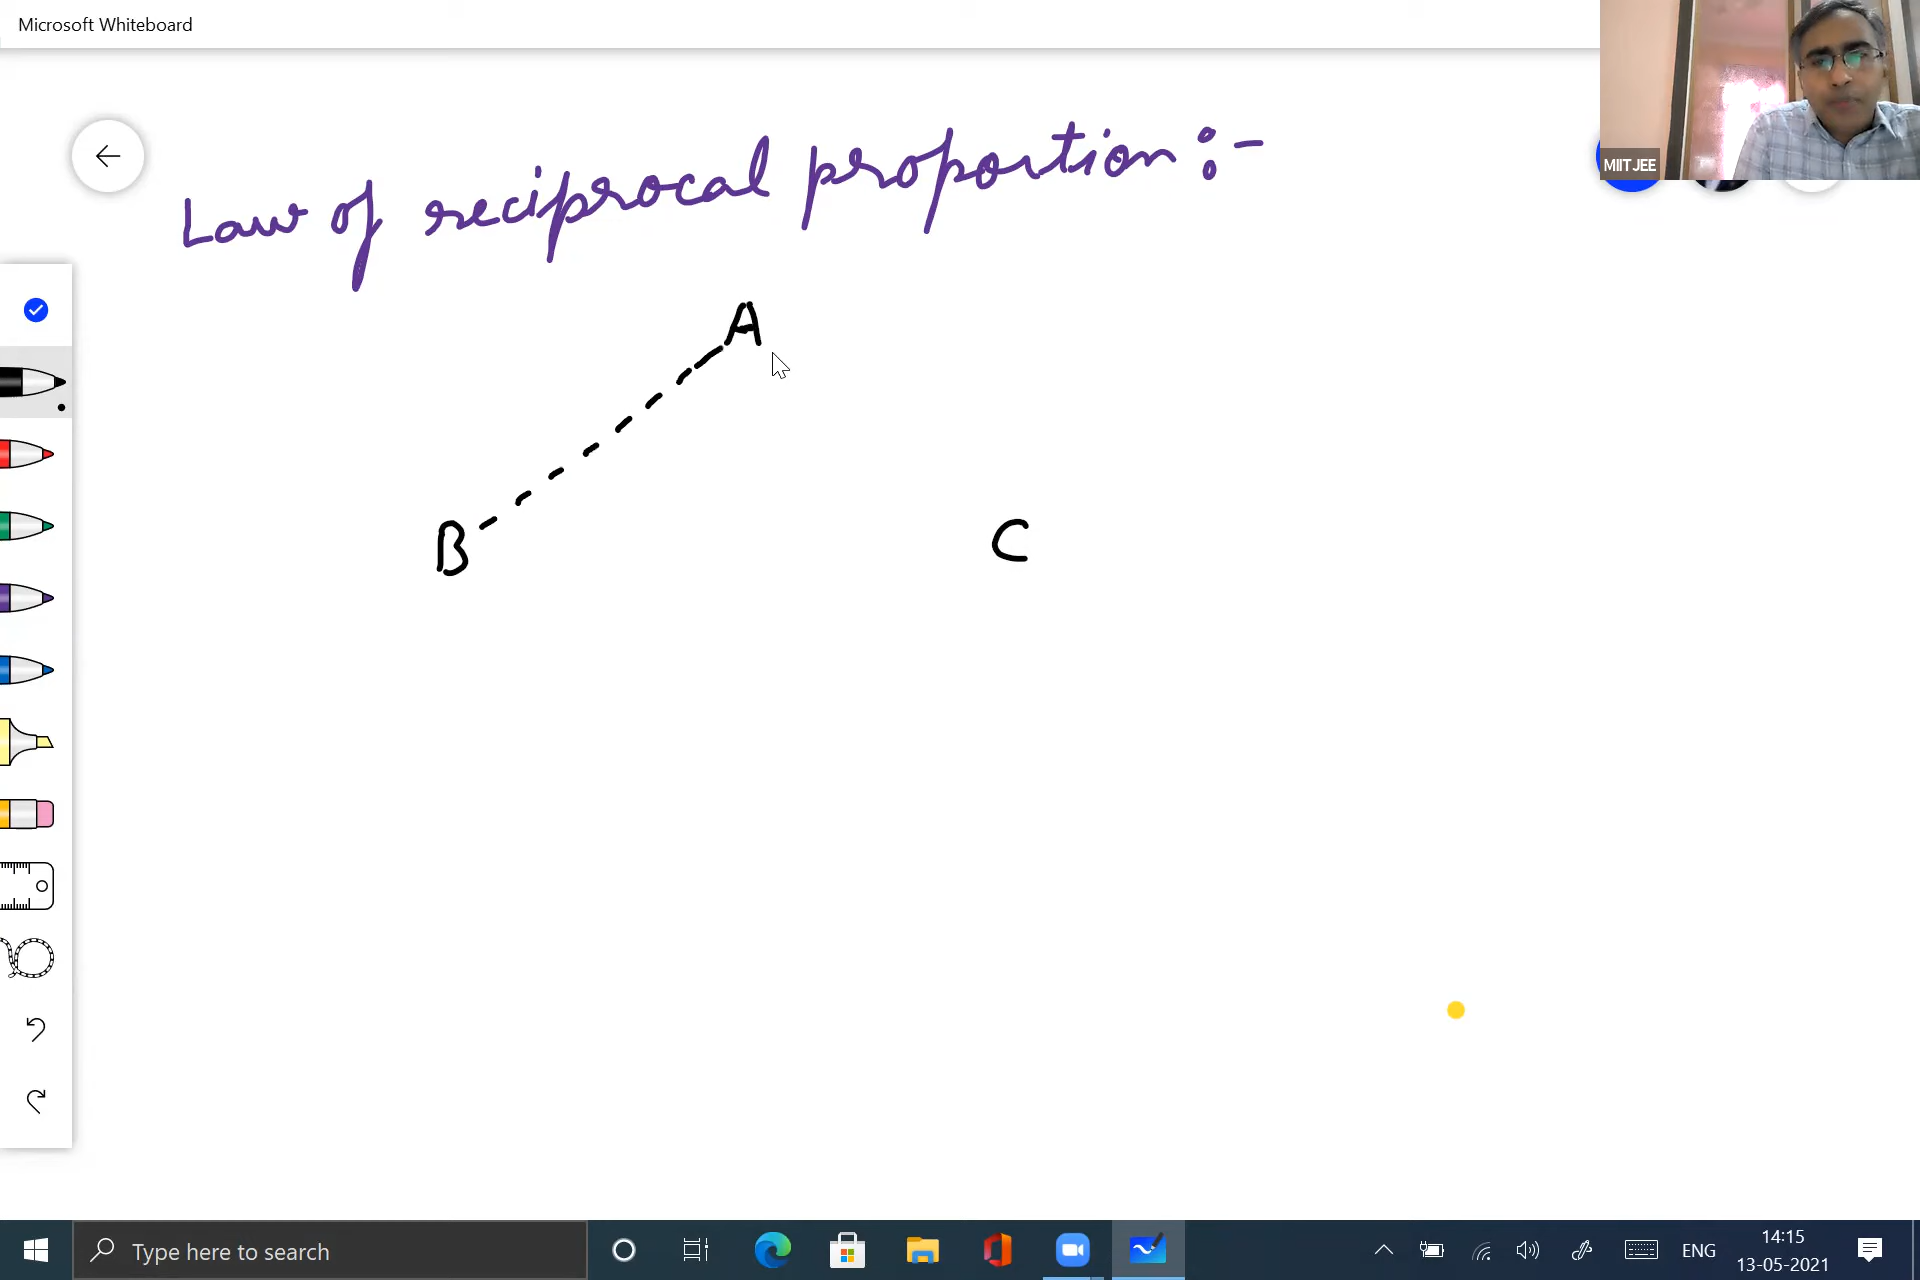 Microsoft Whiteboard
MIIT JEE
Law of reciprocal proportion :-
A
B
C
Type here to search
ENG
14:15
13-05-2021